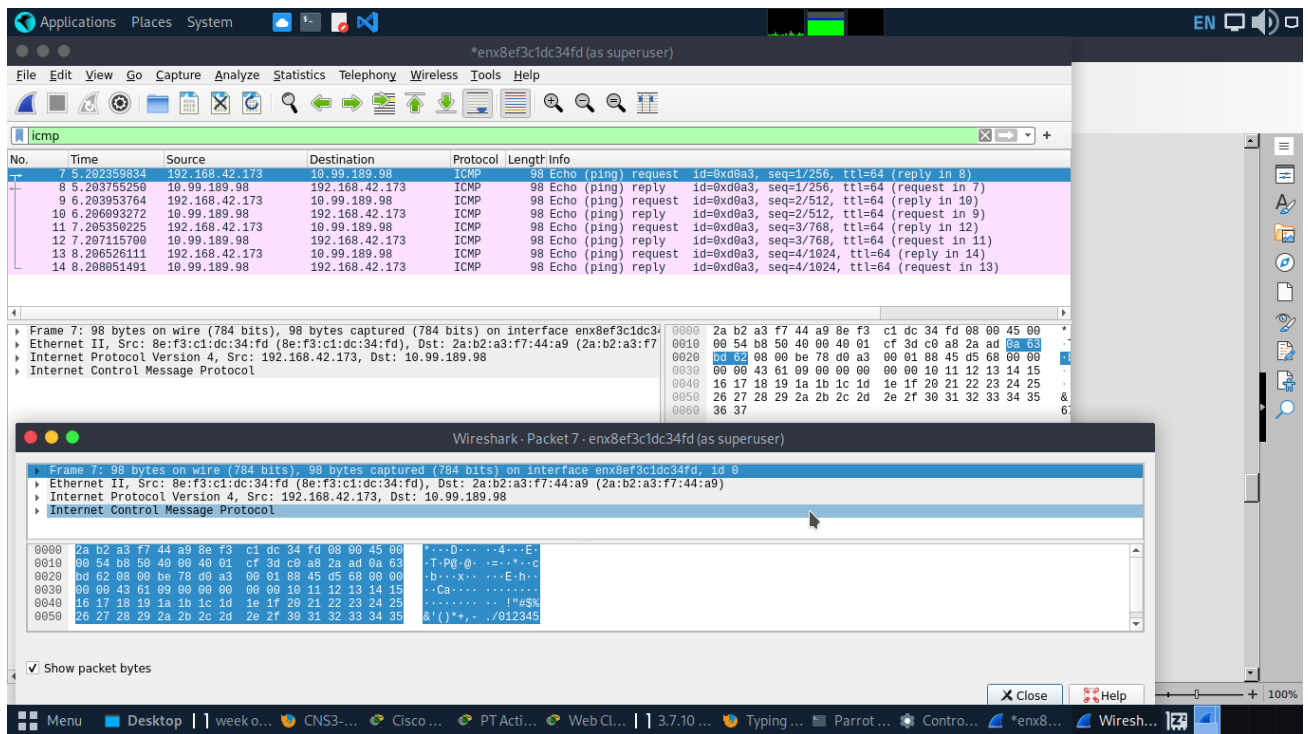 Applications Places System EN
*enx8ef3c1dc34fd (as superuser)
File Edit View Go Capture Analyze Statistics Telephony Wireless Tools Help
icmp
No. Time Source Destination Protocol Length Info
7 5.202359834 192.168.42.173 10.99.189.98 ICMP 98 Echo (ping) request id=0xd0a3, seq=1/256, ttl=64 (reply in 8)
8 5.203755250 10.99.189.98 192.168.42.173 ICMP 98 Echo (ping) reply id=0xd0a3, seq=1/256, ttl=64 (request in 7)
9 6.203953764 192.168.42.173 10.99.189.98 ICMP 98 Echo (ping) request id=0xd0a3, seq=2/512, ttl=64 (reply in 10)
10 6.206093272 10.99.189.98 192.168.42.173 ICMP 98 Echo (ping) reply id=0xd0a3, seq=2/512, ttl=64 (request in 9)
11 7.205350225 192.168.42.173 10.99.189.98 ICMP 98 Echo (ping) request id=0xd0a3, seq=3/768, ttl=64 (reply in 12)
12 7.207115700 10.99.189.98 192.168.42.173 ICMP 98 Echo (ping) reply id=0xd0a3, seq=3/768, ttl=64 (request in 11)
13 8.206526111 192.168.42.173 10.99.189.98 ICMP 98 Echo (ping) request id=0xd0a3, seq=4/1024, ttl=64 (reply in 14)
14 8.208051491 10.99.189.98 192.168.42.173 ICMP 98 Echo (ping) reply id=0xd0a3, seq=4/1024, ttl=64 (request in 13)
Frame 7: 98 bytes on wire (784 bits), 98 bytes captured (784 bits) on interface enx8ef3c1dc34
Ethernet II, Src: 8e:f3:c1:dc:34:fd (8e:f3:c1:dc:34:fd), Dst: 2a:b2:a3:f7:44:a9 (2a:b2:a3:f7
Internet Protocol Version 4, Src: 192.168.42.173, Dst: 10.99.189.98
Internet Control Message Protocol
0000 2a b2 a3 f7 44 a9 8e f3 c1 dc 34 fd 08 00 45 00 *
0010 00 54 b8 50 40 00 40 01 cf 3d c0 a8 2a ad 0a 63 ·T
0020 bd 62 08 00 be 78 d0 a3 00 01 88 45 d5 68 00 00
0030 00 00 43 61 09 00 00 00 00 00 10 11 12 13 14 15 ·
0040 16 17 18 19 1a 1b 1c 1d 1e 1f 20 21 22 23 24 25 ·
0050 26 27 28 29 2a 2b 2c 2d 2e 2f 30 31 32 33 34 35 &
0060 36 37 67
Wireshark · Packet 7 · enx8ef3c1dc34fd (as superuser)
Frame 7: 98 bytes on wire (784 bits), 98 bytes captured (784 bits) on interface enx8ef3c1dc34fd, id 0
Ethernet II, Src: 8e:f3:c1:dc:34:fd (8e:f3:c1:dc:34:fd), Dst: 2a:b2:a3:f7:44:a9 (2a:b2:a3:f7:44:a9)
Internet Protocol Version 4, Src: 192.168.42.173, Dst: 10.99.189.98
Internet Control Message Protocol
0000 2a b2 a3 f7 44 a9 8e f3 c1 dc 34 fd 08 00 45 00 *···D··· ··4···E·
0010 00 54 b8 50 40 00 40 01 cf 3d c0 a8 2a ad 0a 63 ·T·P@·@· ·=··*··c
0020 bd 62 08 00 be 78 d0 a3 00 01 88 45 d5 68 00 00 ·b···x·· ···E·h··
0030 00 00 43 61 09 00 00 00 00 00 10 11 12 13 14 15 ··Ca···· ········
0040 16 17 18 19 1a 1b 1c 1d 1e 1f 20 21 22 23 24 25 ········ ·· !"#$%
0050 26 27 28 29 2a 2b 2c 2d 2e 2f 30 31 32 33 34 35 &'()*+,- ./012345
Show packet bytes
Close Help
100%
Menu Desktop week o... CNS3-... Cisco ... PT Acti... Web Cl... 3.7.10 ... Typing ... Parrot ... Contro... *enx8... Wiresh...